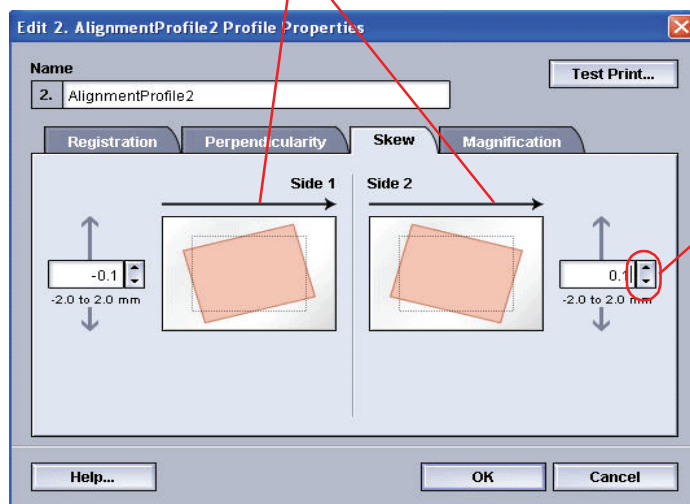 Edit 2. AlignmentProfile2 Profile Properties
Name
Test Print...
2. AlignmentProfile2
Registration Perpendicularity Skew Magnification
Side 1 Side 2
-0.1 0.1
-2.0 to 2.0 mm -2.0 to 2.0 mm
Help... OK Cancel